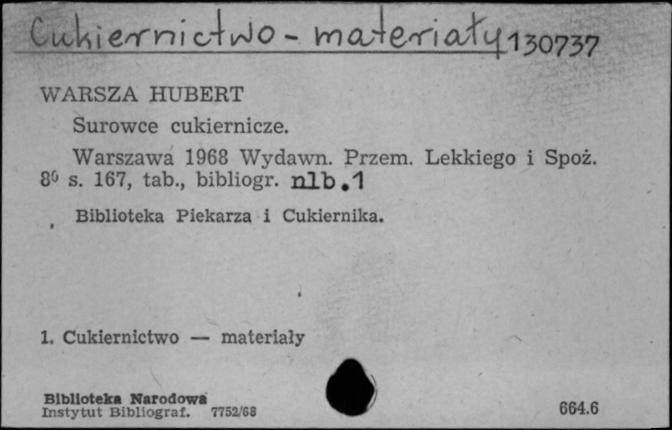 Cukiernictwo - materiały 130737
WARSZA HUBERT
Surowce cukiernicze.
Warszawa 1968 Wydawn. Przem. Lekkiego i Spoż.
8⁰ s. 167, tab., bibliogr. nlb.1
Biblioteka Piekarza i Cukiernika.
1. Cukiernictwo — materiały
Biblioteka Narodowa
Instytut Bibliograf. 7752/68
664.6